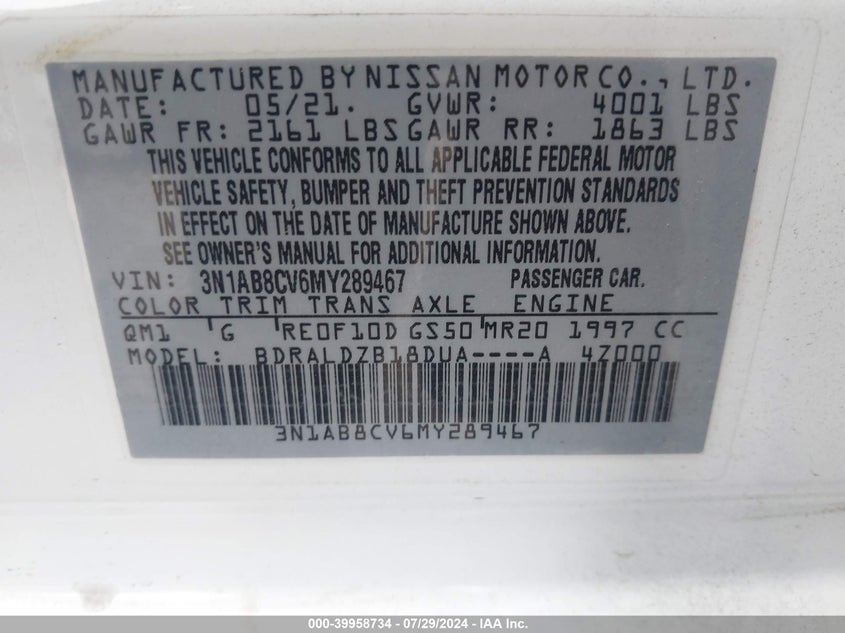 MANUFACTURED BY NISSAN MOTOR CO., LTD.
DATE: 05/21. GVWR: 4001 LBS
GAWR FR: 2161 LBS GAWR RR: 1863 LBS
THIS VEHICLE CONFORMS TO ALL APPLICABLE FEDERAL MOTOR
VEHICLE SAFETY, BUMPER AND THEFT PREVENTION STANDARDS
IN EFFECT ON THE DATE OF MANUFACTURE SHOWN ABOVE.
SEE OWNER'S MANUAL FOR ADDITIONAL INFORMATION.
VIN: 3N1AB8CV6MY289467 PASSENGER CAR.
COLOR TRIM TRANS AXLE ENGINE
QM1 G RE0F10D GS50 MR20 1997 CC
MODEL: BDRALDZB18DUA----A 4Z000
3N1AB8CV6MY289467
000-39958734 - 07/29/2024 - IAA Inc.